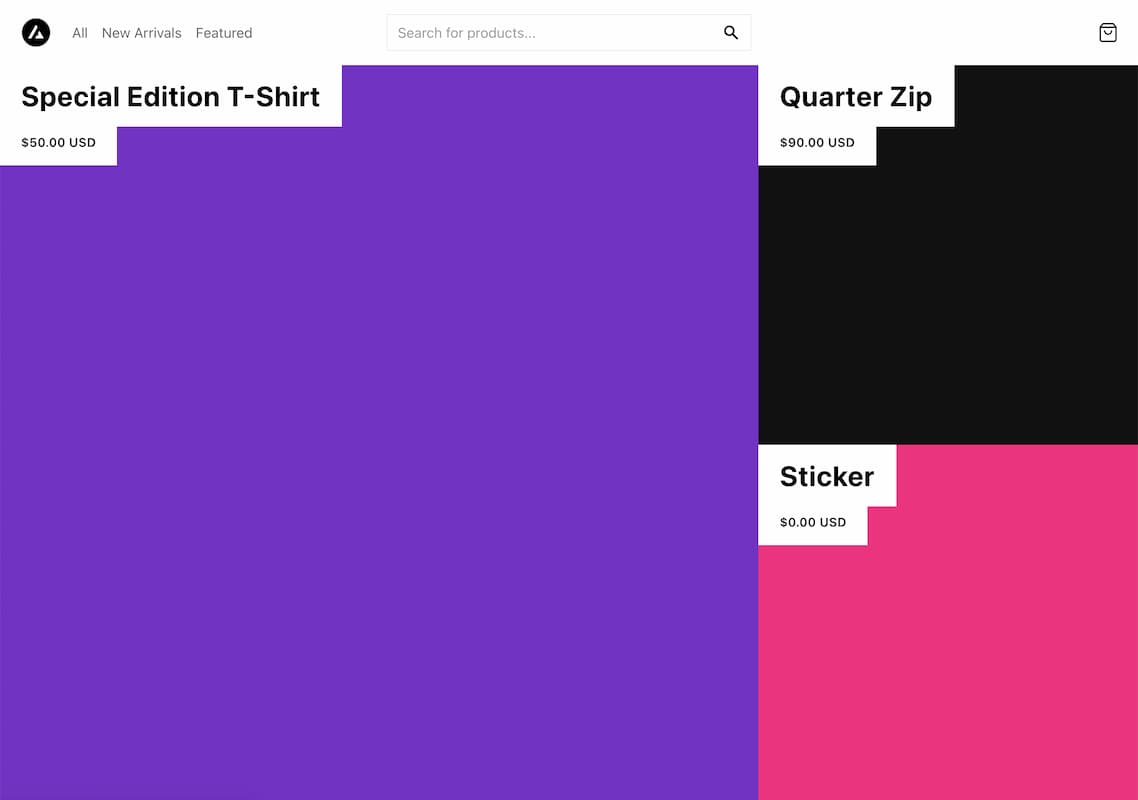 All New Arrivals Featured
Search for products...
Special Edition T-Shirt
$50.00 USD
Quarter Zip
$90.00 USD
Sticker
$0.00 USD